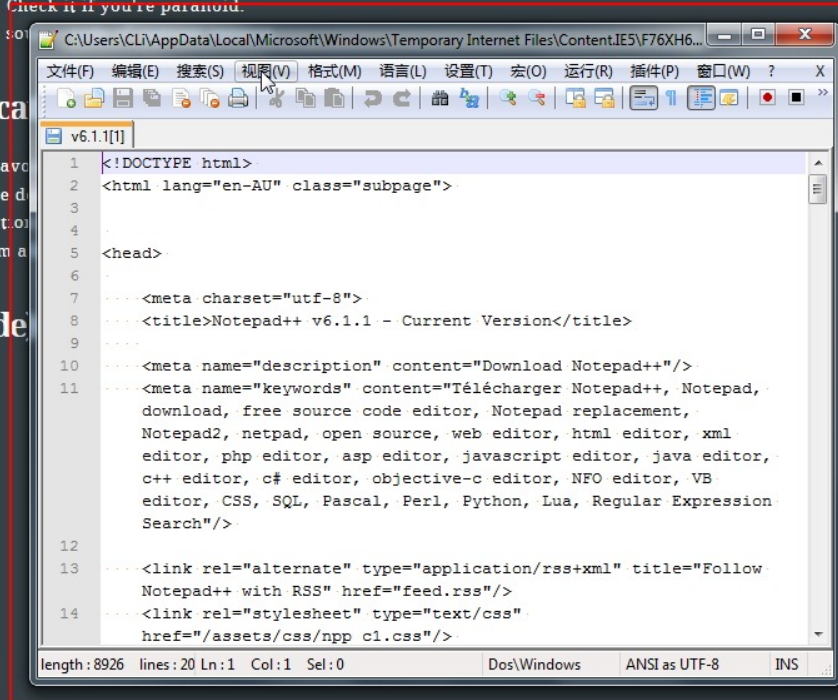 Check it if you're paranoid.
C:\Users\CLi\AppData\Local\Microsoft\Windows\Temporary Internet Files\Content.IE5\F76XH6...
文件(F) 编辑(E) 搜索(S) 视图(V) 格式(M) 语言(L) 设置(T) 宏(O) 运行(R) 插件(P) 窗口(W) ? X
v6.1.1[1]
1 <!DOCTYPE html>
2 <html lang="en-AU" class="subpage">
3
4
5 <head>
6
7 <meta charset="utf-8">
8 <title>Notepad++ v6.1.1 - Current Version</title>
9
10 <meta name="description" content="Download Notepad++"/>
11 <meta name="keywords" content="Télécharger Notepad++, Notepad,
download, free source code editor, Notepad replacement,
Notepad2, netpad, open source, web editor, html editor, xml
editor, php editor, asp editor, javascript editor, java editor,
c++ editor, c# editor, objective-c editor, NFO editor, VB
editor, CSS, SQL, Pascal, Perl, Python, Lua, Regular Expression
Search"/>
12
13 <link rel="alternate" type="application/rss+xml" title="Follow
Notepad++ with RSS" href="feed.rss"/>
14 <link rel="stylesheet" type="text/css"
href="/assets/css/npp_c1.css"/>
length : 8926 lines : 20 Ln : 1 Col : 1 Sel : 0 Dos\Windows ANSI as UTF-8 INS